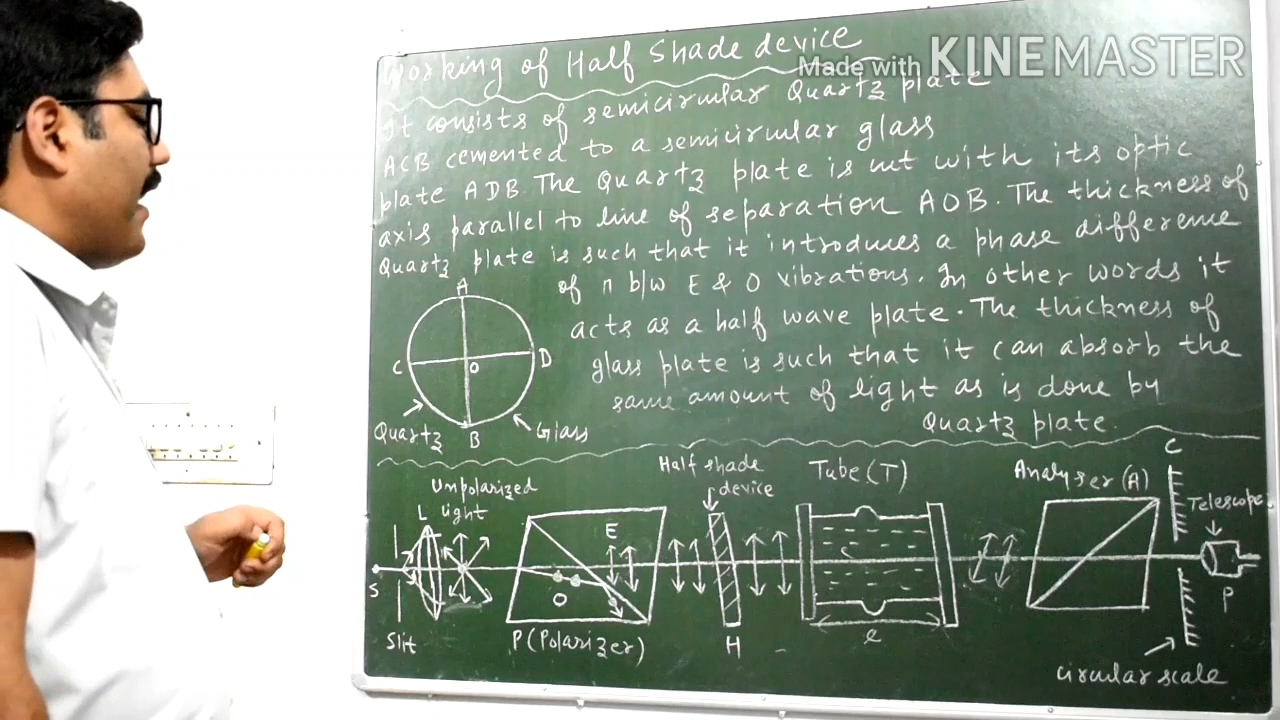 Working of Half Shade device
Made with KINEMASTER
It consists of semicircular Quartz plate
ACB cemented to a semicircular glass
plate ADB. The Quartz plate is cut with its optic
axis parallel to line of separation AOB. The thickness of
Quartz plate is such that it introduces a phase difference
of π b/w E & O vibrations. In other words it
acts as a half wave plate. The thickness of
glass plate is such that it can absorb the
same amount of light as is done by
Quartz plate.
A
C
O
D
B
Quartz
Glass
Half shade
device
Tube (T)
Analyser (A)
C
Unpolarized
light
L
Telescope
E
S
O
P
Slit
P (Polarizer)
H
l
circular scale